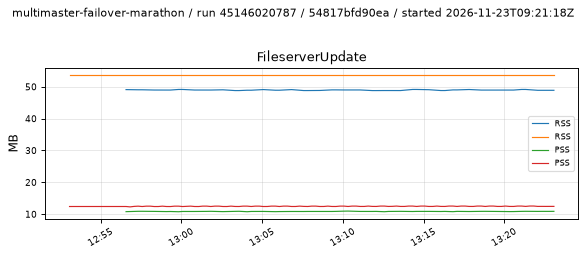 multimaster-failover-marathon / run 45146020787 / 54817bfd90ea / started 2026-11-23T09:21:18Z
FileserverUpdate
MB
50
40
30
20
10
RSS
RSS
PSS
PSS
12:55
13:00
13:05
13:10
13:15
13:20